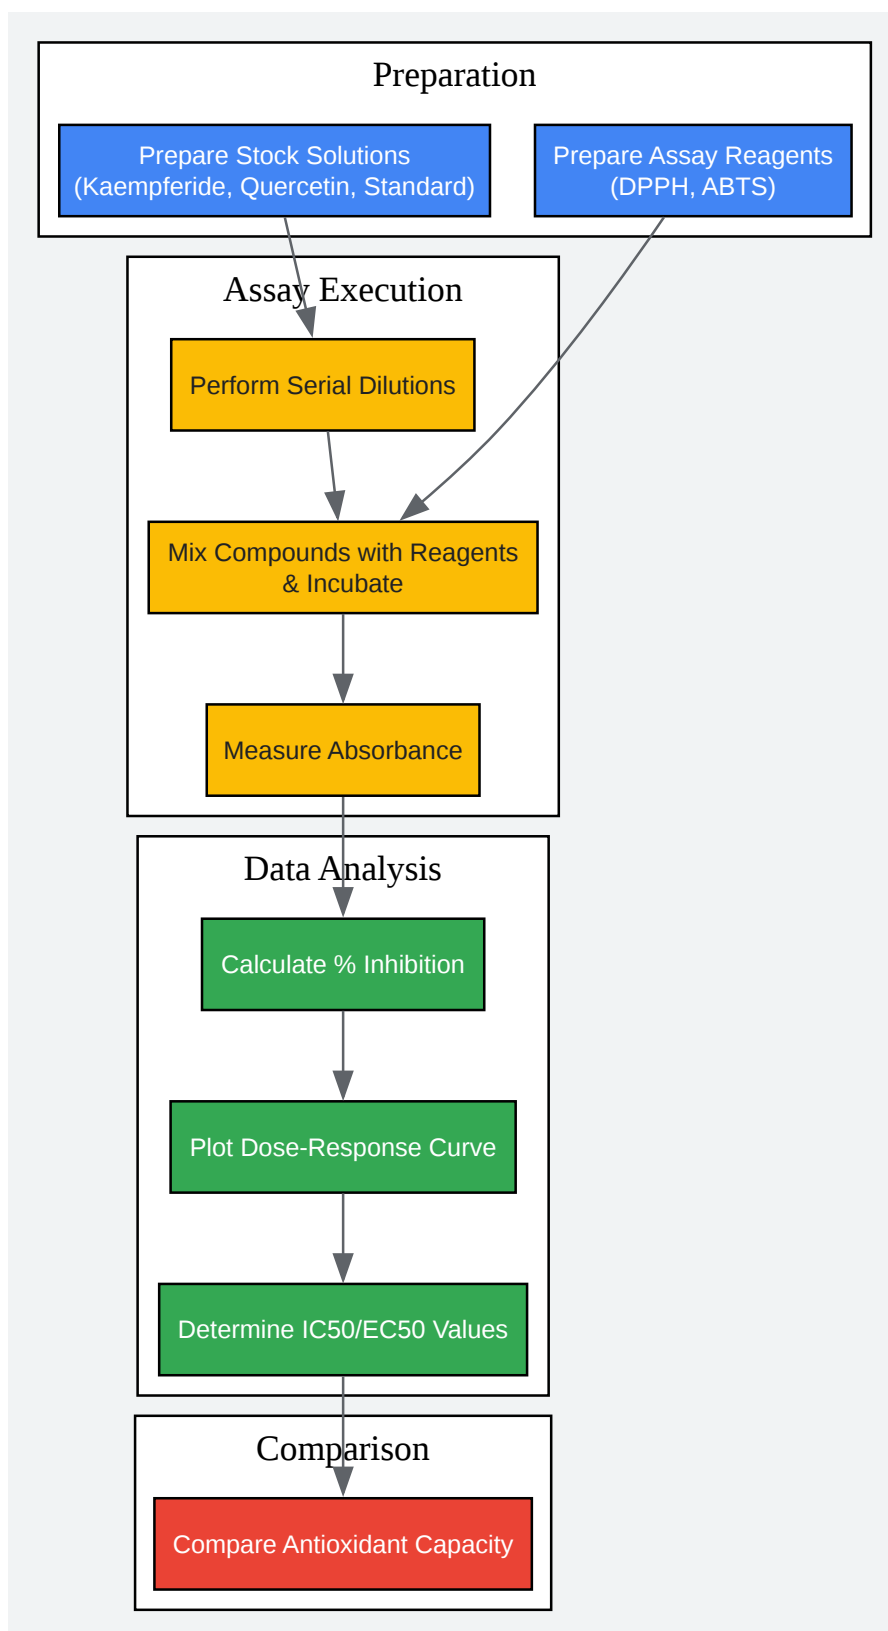 Preparation
Prepare Stock Solutions
(Kaempferide, Quercetin, Standard)
Prepare Assay Reagents
(DPPH, ABTS)
Assay Execution
Perform Serial Dilutions
Mix Compounds with Reagents
& Incubate
Measure Absorbance
Data Analysis
Calculate % Inhibition
Plot Dose-Response Curve
Determine IC50/EC50 Values
Comparison
Compare Antioxidant Capacity